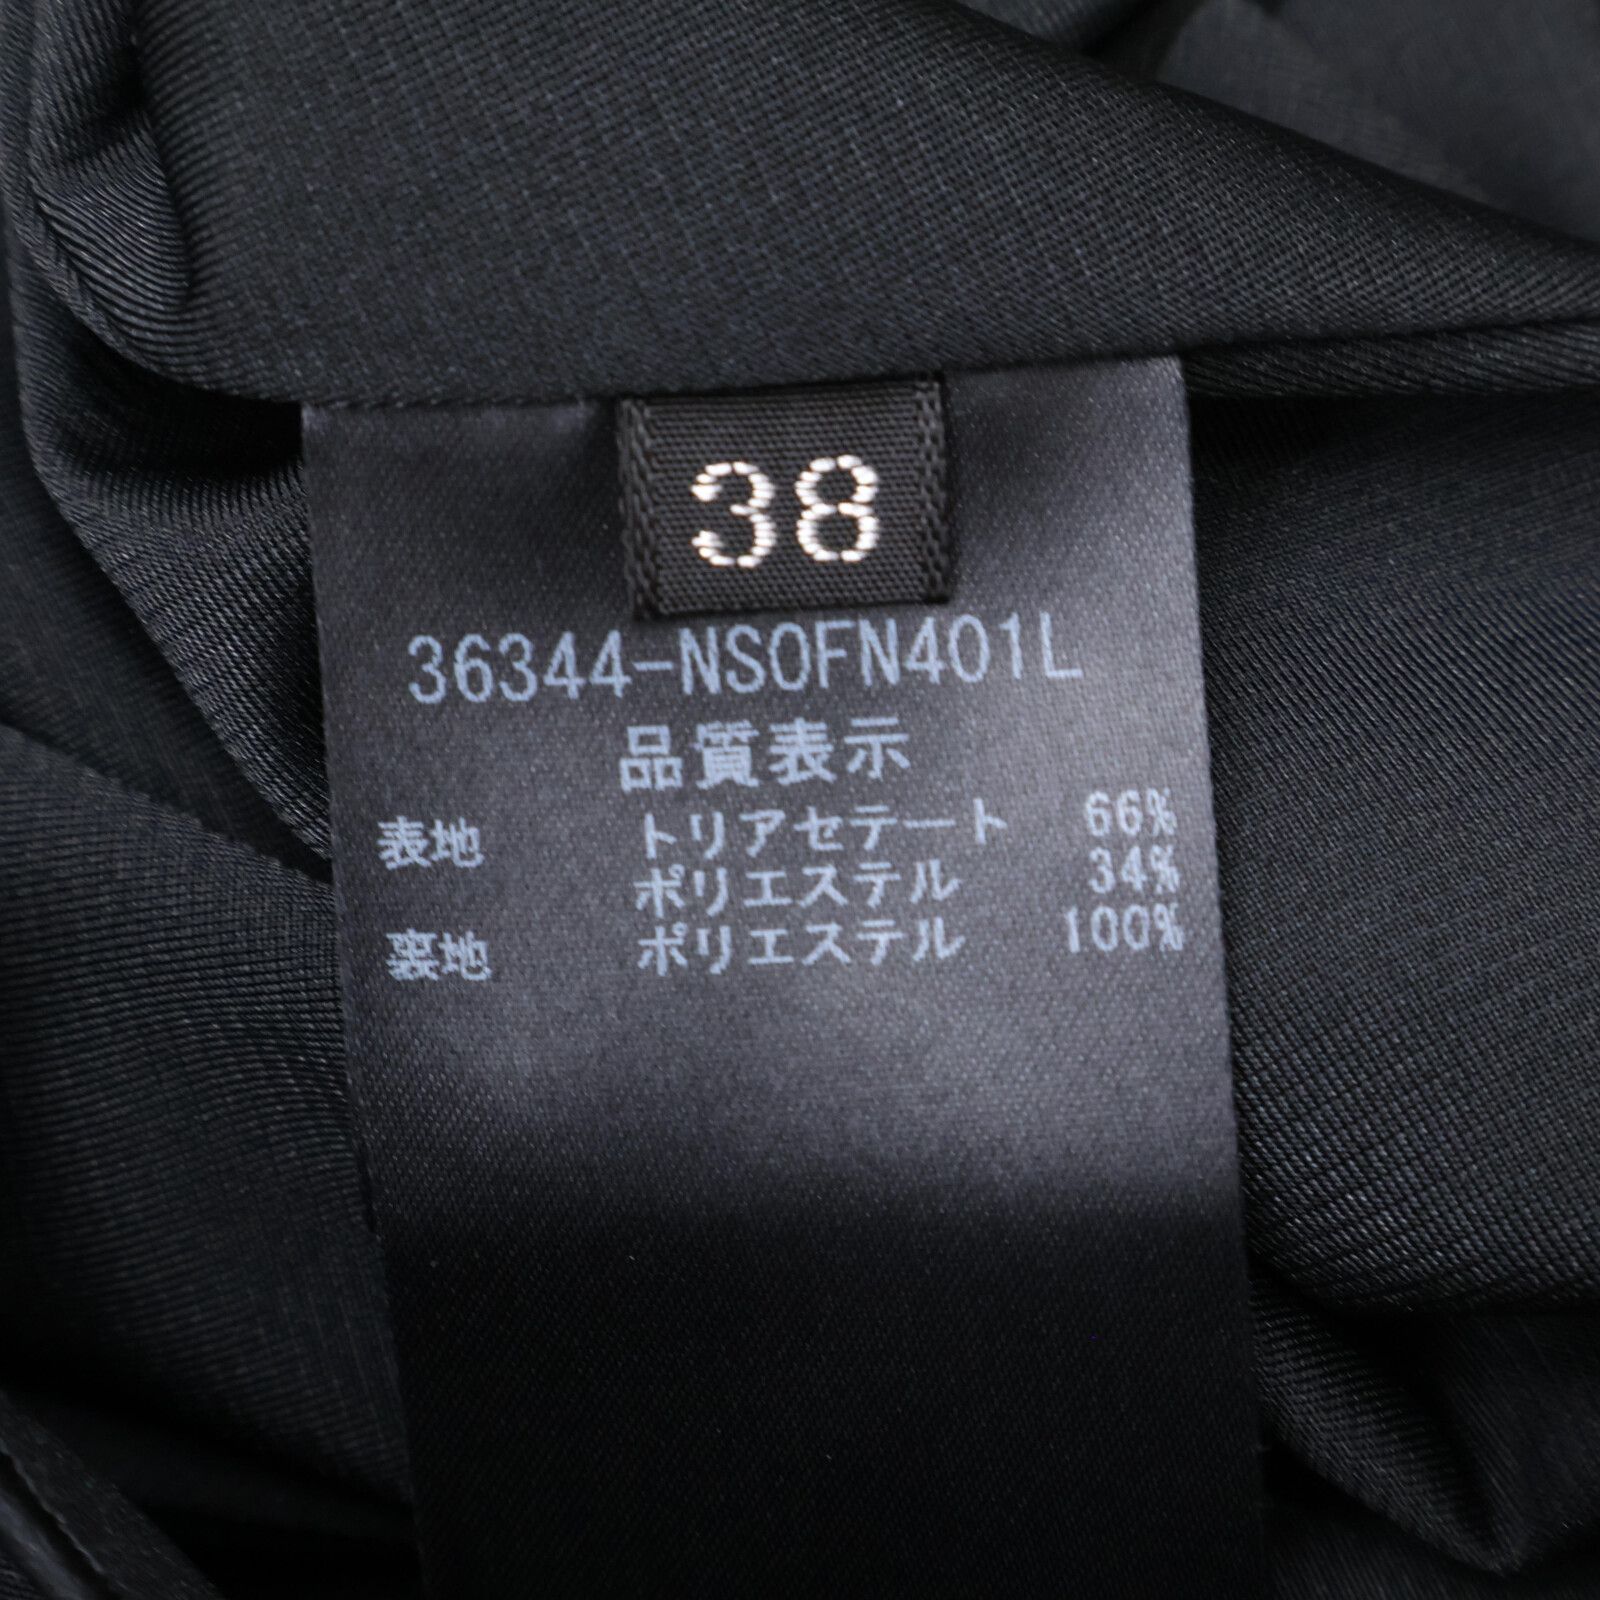 38
36344-NSOFN401L
品質表示
表地 トリアセテート 66%
ポリエステル 34%
裏地 ポリエステル 100%